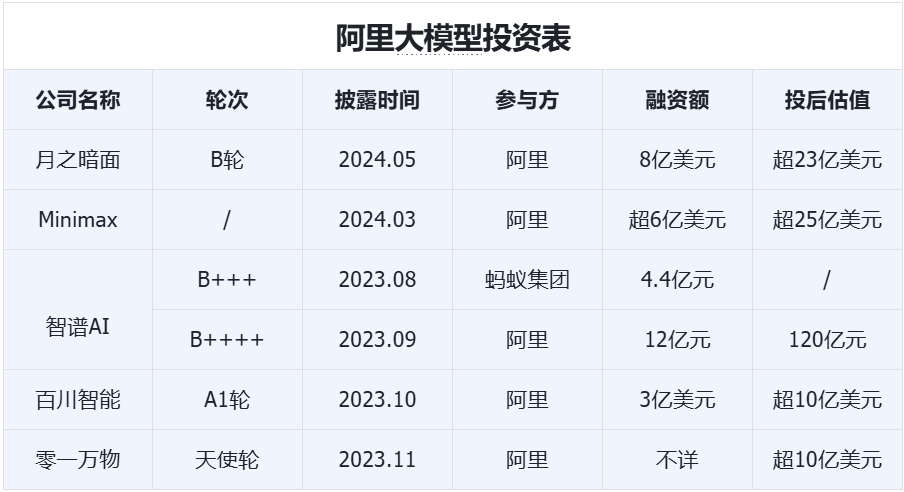 阿里大模型投资表
公司名称 轮次 披露时间 参与方 融资额 投后估值
月之暗面 B轮 2024.05 阿里 8亿美元 超23亿美元
Minimax / 2024.03 阿里 超6亿美元 超25亿美元
智谱AI B+++ 2023.08 蚂蚁集团 4.4亿元 /
B++++ 2023.09 阿里 12亿元 120亿元
百川智能 A1轮 2023.10 阿里 3亿美元 超10亿美元
零一万物 天使轮 2023.11 阿里 不详 超10亿美元